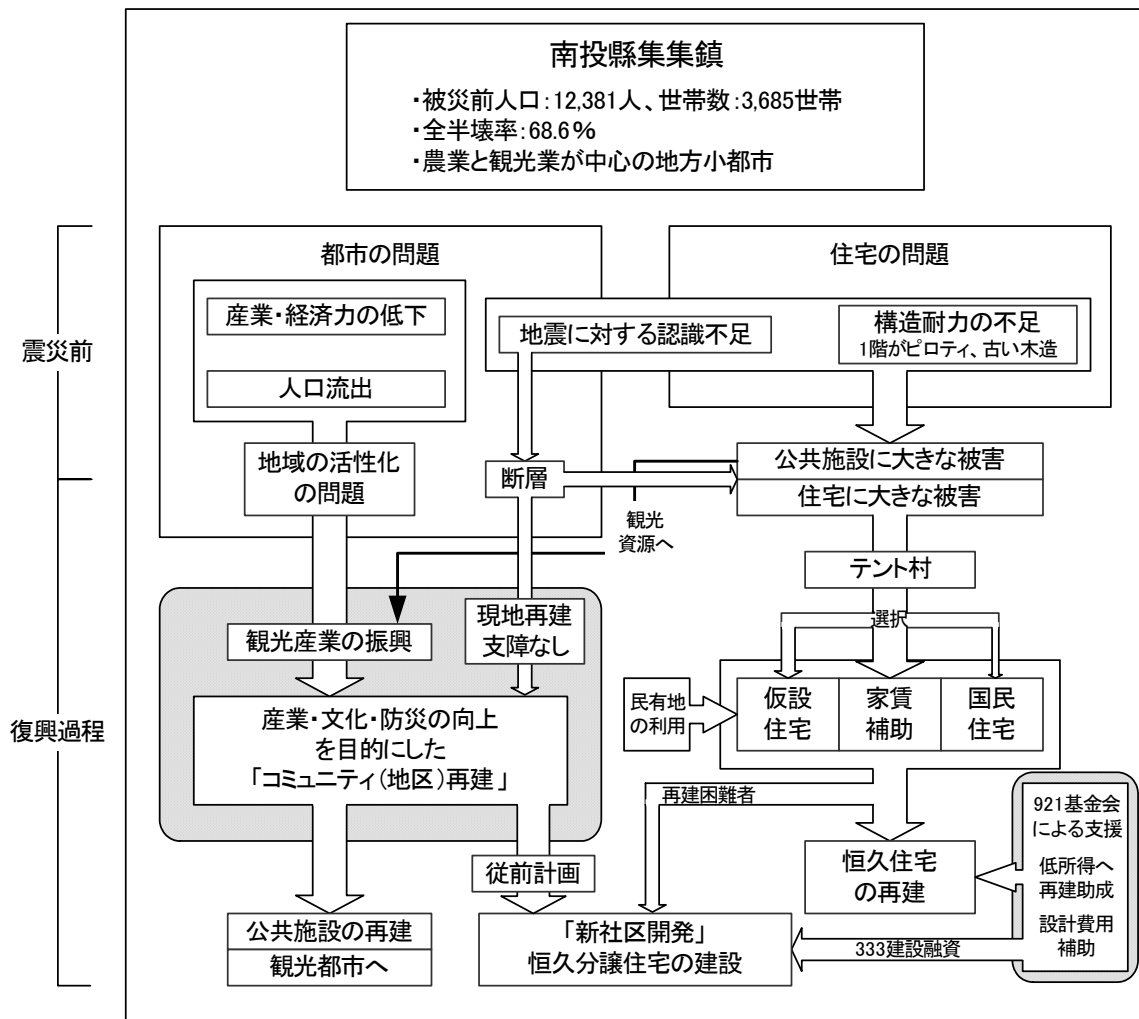 南投縣集集鎮
・被災前人口:12,381人、世帯数:3,685世帯
・全半壊率:68.6%
・農業と観光業が中心の地方小都市
震災前
都市の問題
住宅の問題
産業・経済力の低下
人口流出
地震に対する認識不足
構造耐力の不足
1階がピロティ、古い木造
地域の活性化
の問題
断層
公共施設に大きな被害
住宅に大きな被害
観光
資源へ
テント村
復興過程
観光産業の振興
現地再建
支障なし
選択
民有地
の利用
仮設
住宅
家賃
補助
国民
住宅
産業・文化・防災の向上
を目的にした
「コミュニティ(地区)再建」
再建困難者
921基金会
による支援
低所得へ
再建助成
設計費用
補助
恒久住宅
の再建
従前計画
公共施設の再建
観光都市へ
「新社区開発」
恒久分譲住宅の建設
333建設融資